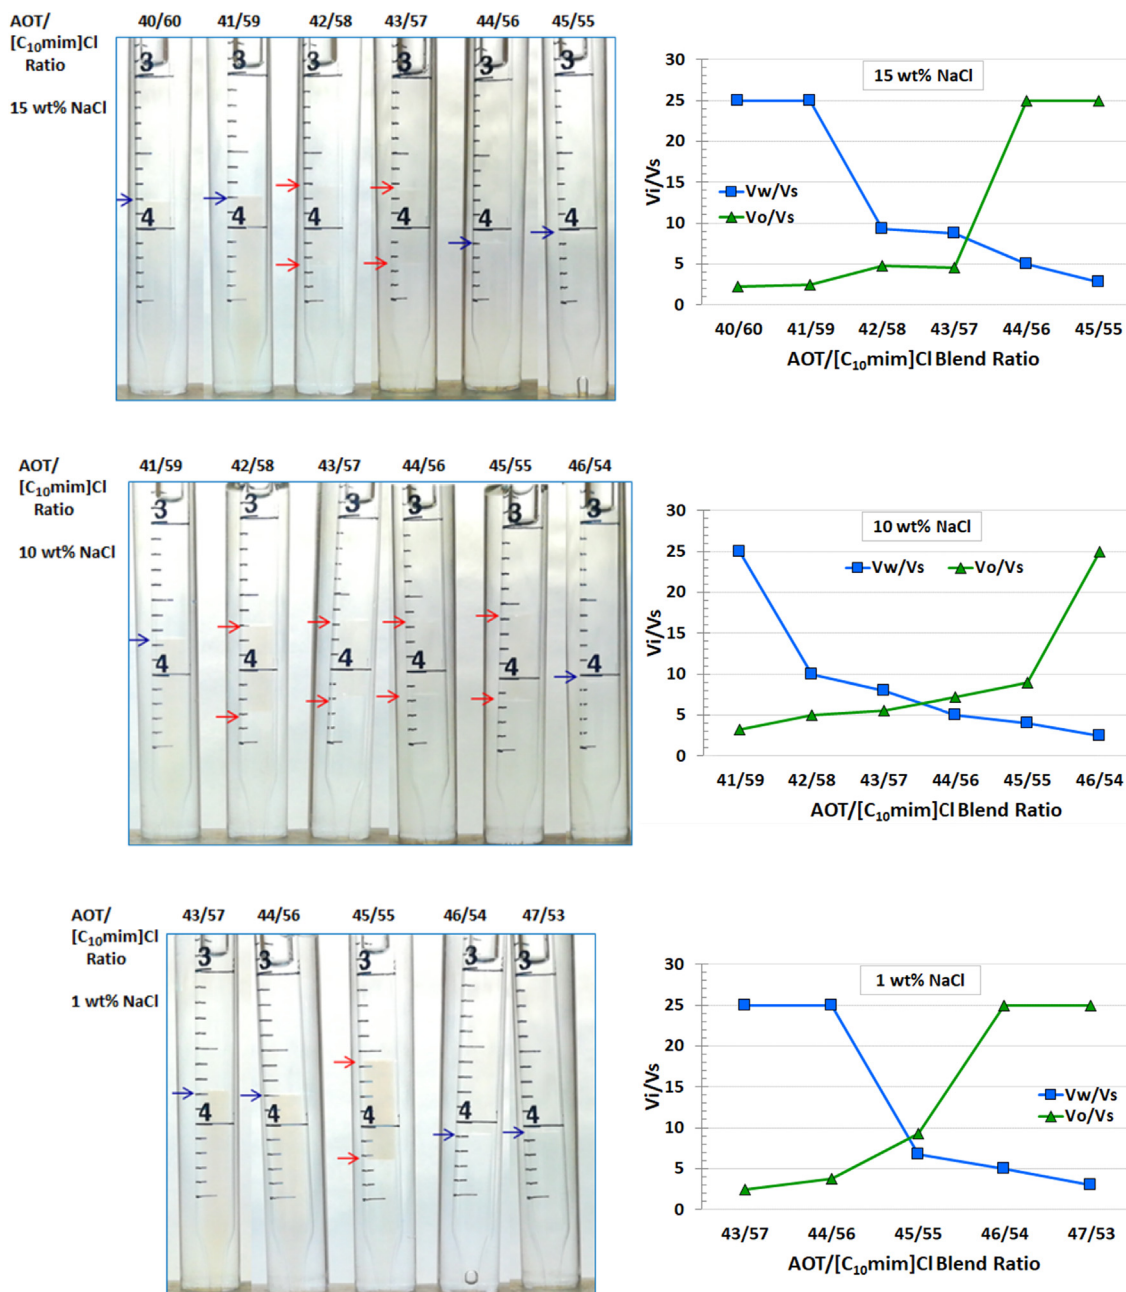 AOT/
[C₁₀mim]Cl
Ratio
15 wt% NaCl
40/60 41/59 42/58 43/57 44/56 45/55
3 3 3 3 3 3
4 4 4 4 4 4
15 wt% NaCl
Vw/Vs
Vo/Vs
Vi/Vs
30
25
20
15
10
5
0
40/60 41/59 42/58 43/57 44/56 45/55
AOT/[C₁₀mim]Cl Blend Ratio
AOT/
[C₁₀mim]Cl
Ratio
10 wt% NaCl
41/59 42/58 43/57 44/56 45/55 46/54
3 3 3 3 3 3
4 4 4 4 4 4
10 wt% NaCl
Vw/Vs Vo/Vs
Vi/Vs
30
25
20
15
10
5
0
41/59 42/58 43/57 44/56 45/55 46/54
AOT/[C₁₀mim]Cl Blend Ratio
AOT/
[C₁₀mim]Cl
Ratio
1 wt% NaCl
43/57 44/56 45/55 46/54 47/53
3 3 3 3 3
4 4 4 4 4
1 wt% NaCl
Vw/Vs
Vo/Vs
Vi/Vs
30
25
20
15
10
5
0
43/57 44/56 45/55 46/54 47/53
AOT/[C₁₀mim]Cl Blend Ratio